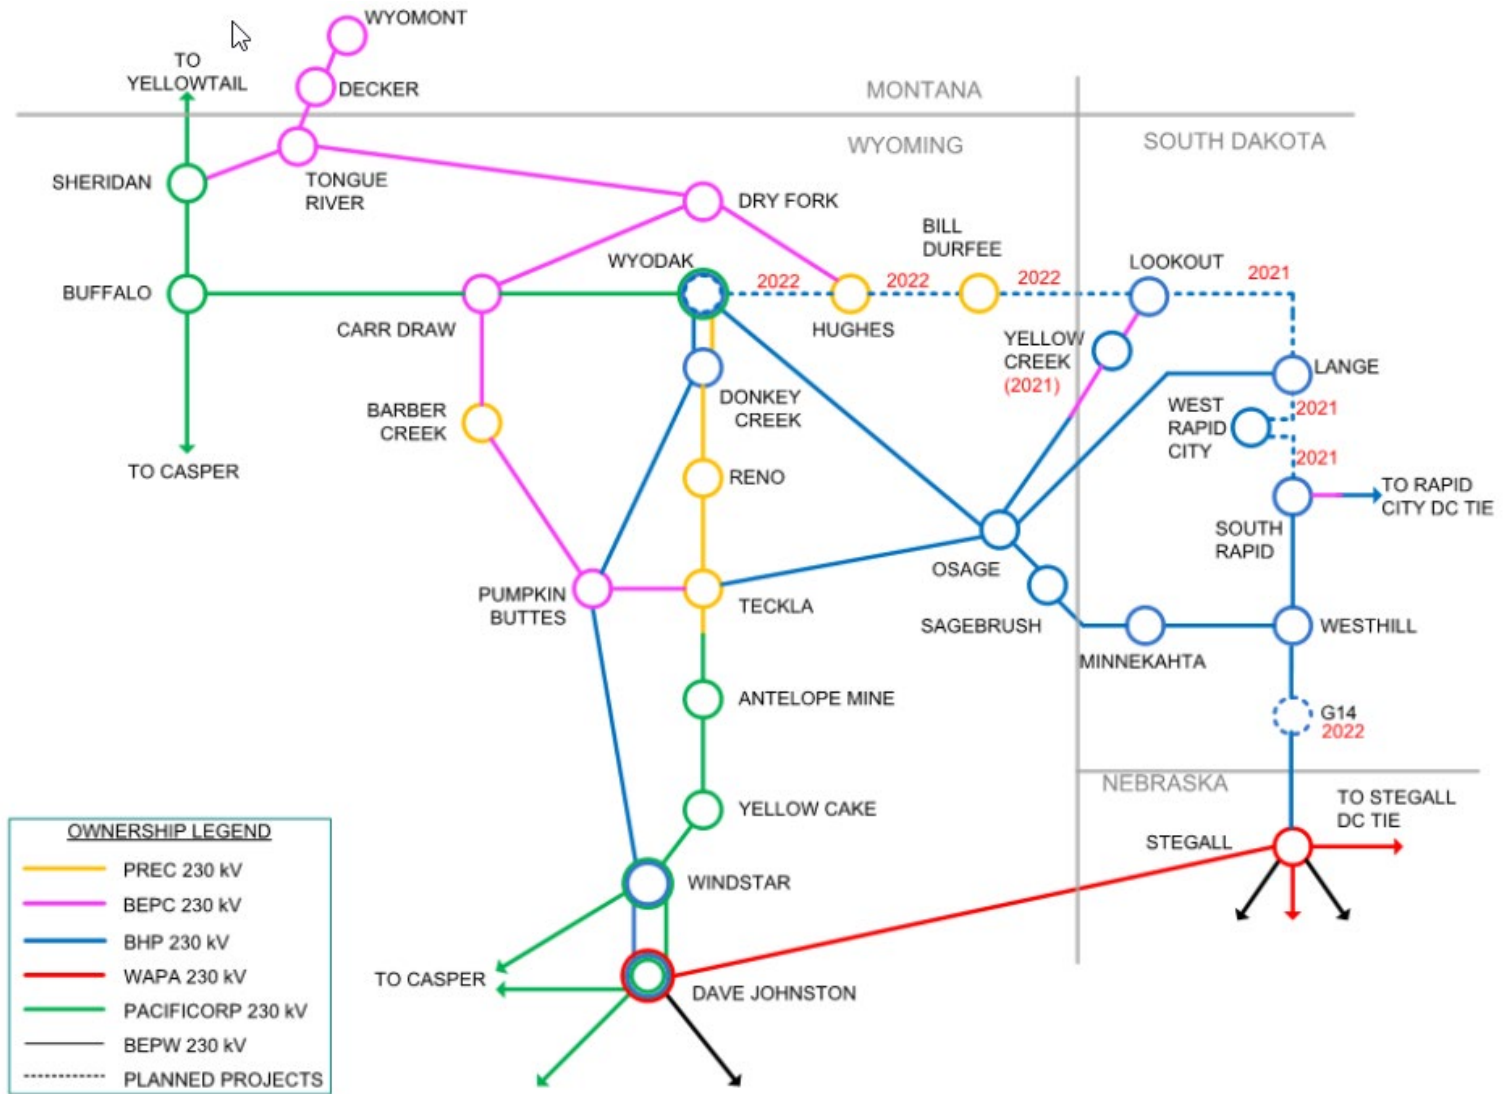 WYOMONT
TO
YELLOWTAIL
DECKER
MONTANA
WYOMING
SOUTH DAKOTA
SHERIDAN
TONGUE
RIVER
DRY FORK
BILL
DURFEE
WYODAK
LOOKOUT
2022
2022
2022
2021
BUFFALO
CARR DRAW
HUGHES
YELLOW
CREEK
(2021)
LANGE
BARBER
CREEK
DONKEY
CREEK
WEST
RAPID
CITY
2021
2021
TO CASPER
RENO
TO RAPID
CITY DC TIE
SOUTH
RAPID
PUMPKIN
BUTTES
TECKLA
OSAGE
SAGEBRUSH
WESTHILL
MINNEKAHTA
ANTELOPE MINE
G14
2022
NEBRASKA
YELLOW CAKE
TO STEGALL
DC TIE
STEGALL
WINDSTAR
TO CASPER
DAVE JOHNSTON
OWNERSHIP LEGEND
PREC 230 kV
BEPC 230 kV
BHP 230 kV
WAPA 230 kV
PACIFICORP 230 kV
BEPW 230 kV
PLANNED PROJECTS